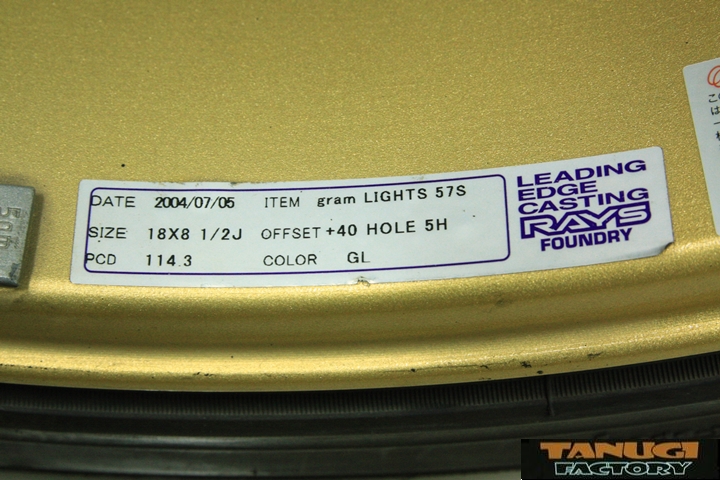 DATE 2004/07/05 ITEM gram LIGHTS 57S
SIZE 18X8 1/2J OFFSET +40 HOLE 5H
PCD 114.3 COLOR GL
LEADING
EDGE
CASTING
RAYS
FOUNDRY
TANUGI
FACTORY